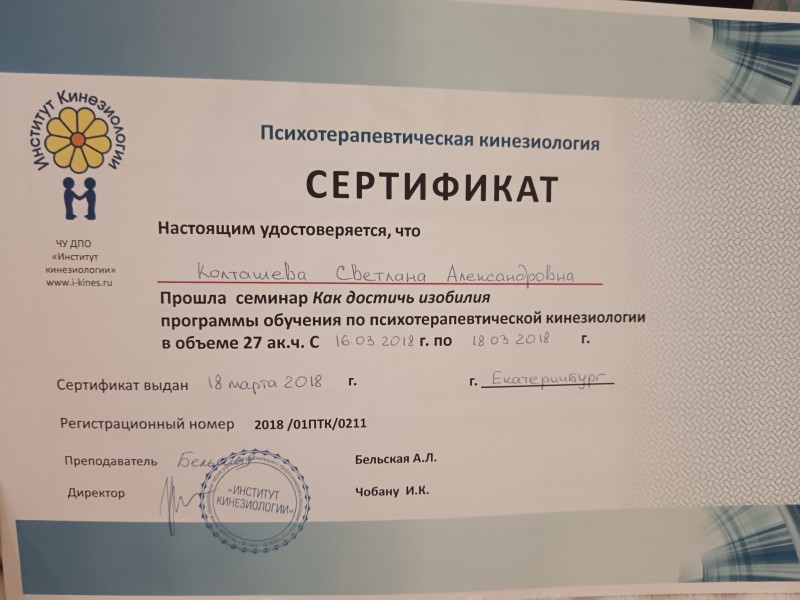 Институт Кинезиологии
ЧУ ДПО
«Институт
кинезиологии»
www.i-kines.ru
Психотерапевтическая кинезиология
СЕРТИФИКАТ
Настоящим удостоверяется, что
Колташева Светлана Александровна
Прошла семинар Как достичь изобилия
программы обучения по психотерапевтической кинезиологии
в объеме 27 ак.ч. С 16.03 2018 г. по 18 03 2018 г.
Сертификат выдан 18 марта 2018 г. г. Екатеринбург
Регистрационный номер 2018 /01ПТК/0211
Преподаватель Бельская А.Л.
Директор Чобану И.К.
«ИНСТИТУТ
КИНЕЗИОЛОГИИ»